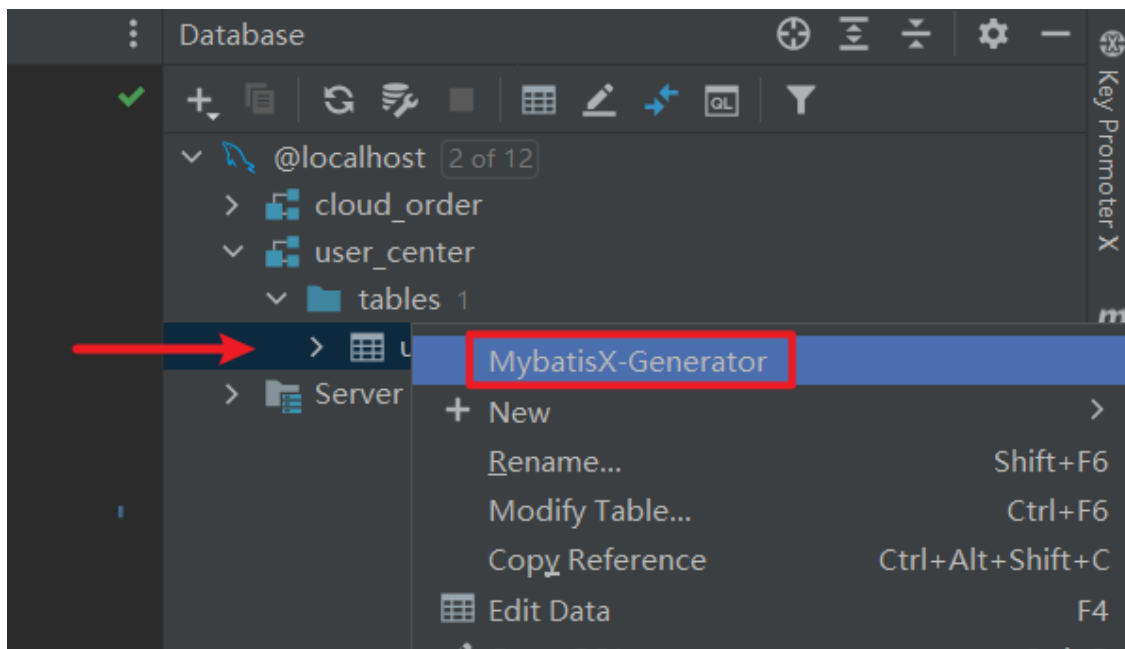 Database
Key Promoter X
QL
@localhost 2 of 12
cloud_order
user_center
tables 1
u
MybatisX-Generator
Server
New
Rename... Shift+F6
Modify Table... Ctrl+F6
Copy Reference Ctrl+Alt+Shift+C
Edit Data F4